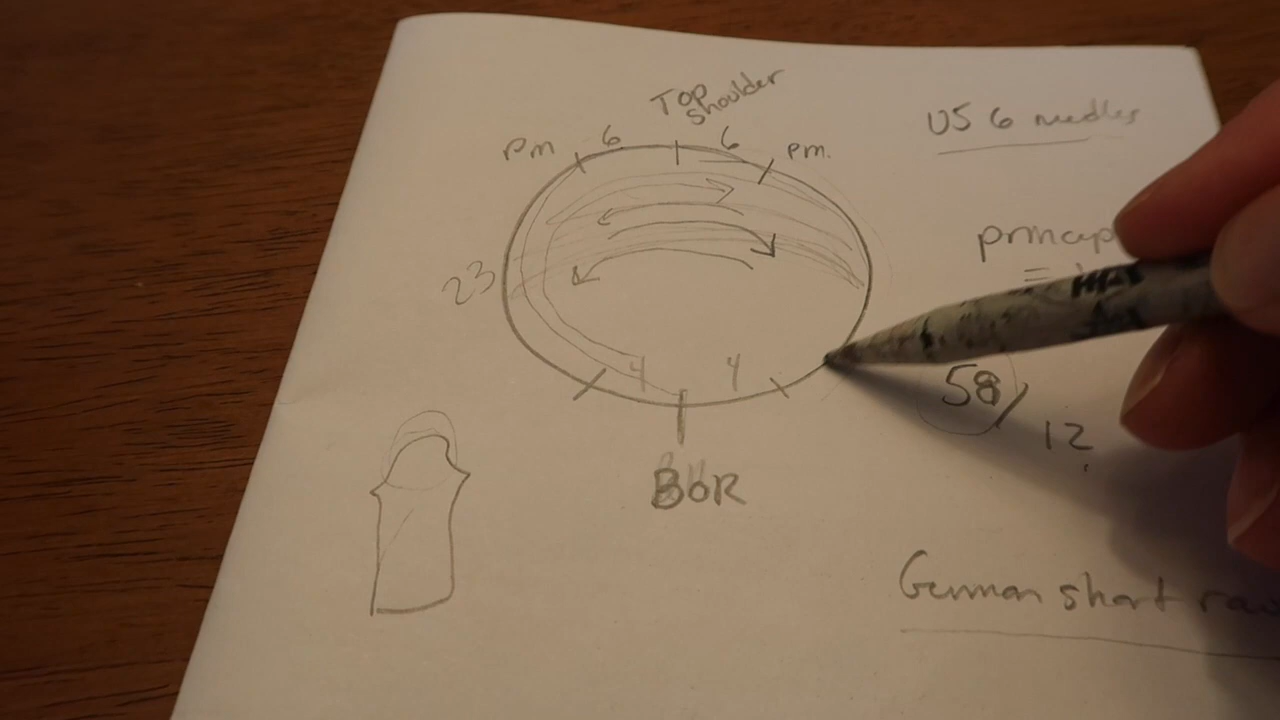 Top
shoulder
pm 6 6 pm.
US 6 needles
23
4 4
58/
12
BOR
German short